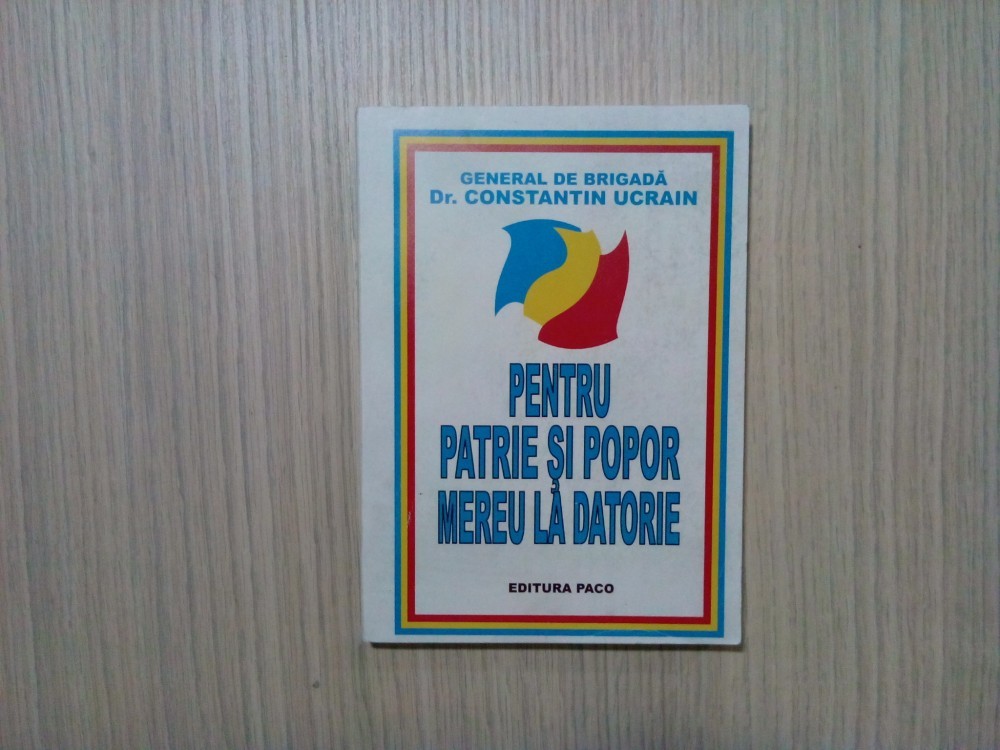 GENERAL DE BRIGADĂ
Dr. CONSTANTIN UCRAIN
PENTRU
PATRIE ȘI POPOR
MEREU LA DATORIE
EDITURA PACO